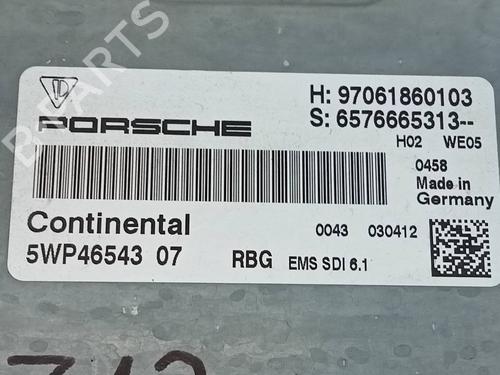 H: 97061860103
PORSCHE
S: 6576665313--
H02 WE05
0458
Made in
Germany
Continental
0043 030412
5WP46543 07 RBG EMS SDI 6.1
B-PARTS